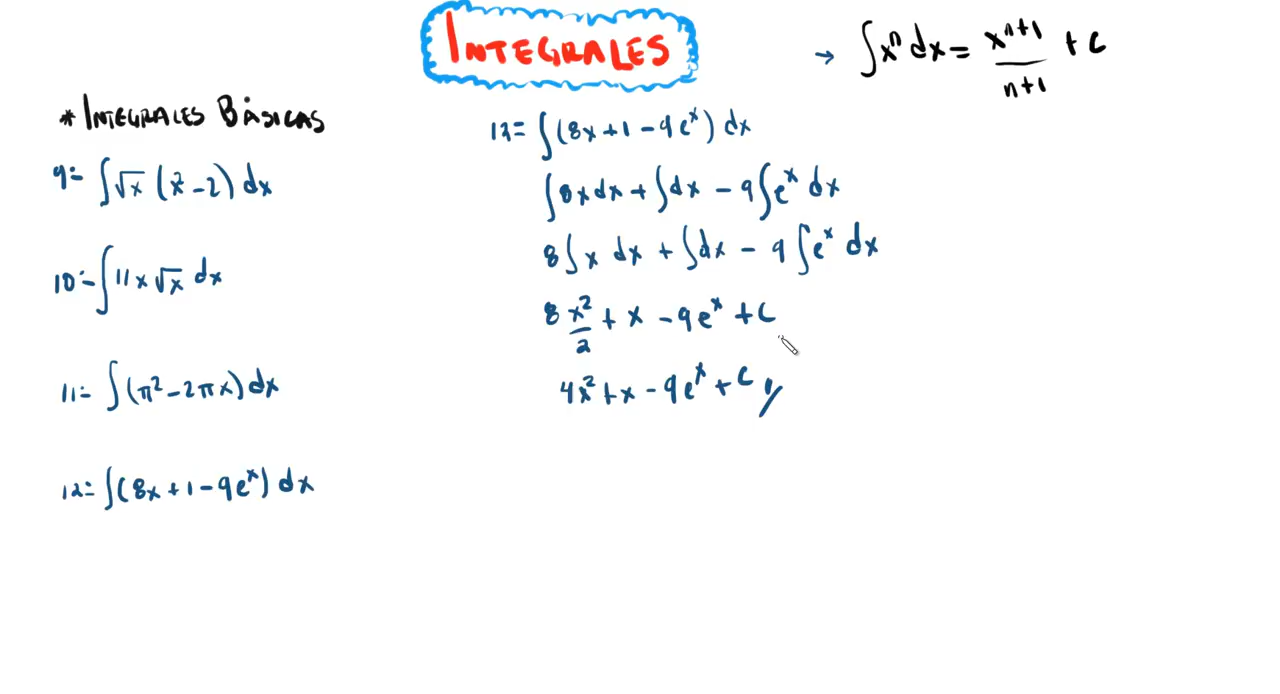 INTEGRALES
→ ∫xⁿ dx = xⁿ⁺¹/n+1 + C
* INTEGRALES BÁSICAS
9= ∫√x (x² - 2) dx
10= ∫11x√x dx
11= ∫(π² - 2πx) dx
12= ∫(8x + 1 - 9eˣ) dx
12= ∫(8x + 1 - 9eˣ) dx
∫8x dx + ∫dx - 9∫eˣ dx
8∫x dx + ∫dx - 9∫eˣ dx
8 x²/2 + x - 9eˣ + C
4x² + x - 9eˣ + C //